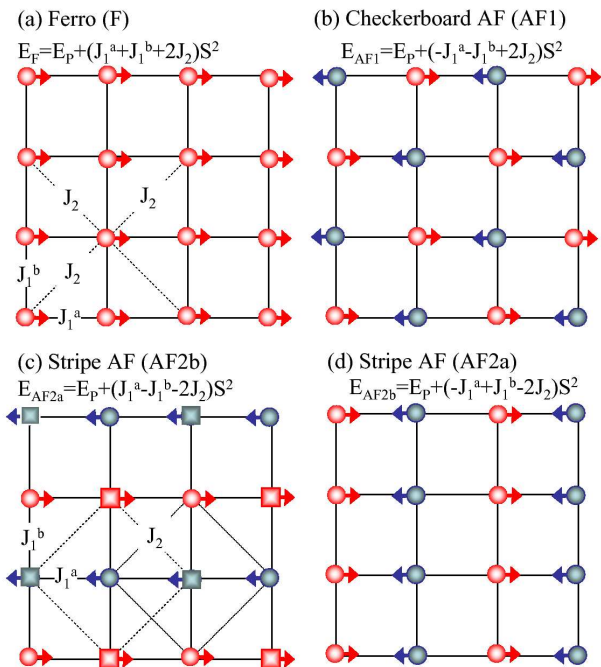 (a) Ferro (F)
E_F=E_P+(J_1^a+J_1^b+2J_2)S^2
J_2
J_2
J_1^b
J_2
J_1^a
(b) Checkerboard AF (AF1)
E_AF1=E_P+(-J_1^a-J_1^b+2J_2)S^2
(c) Stripe AF (AF2b)
E_AF2a=E_P+(J_1^a-J_1^b-2J_2)S^2
J_1^b
J_2
J_1^a
(d) Stripe AF (AF2a)
E_AF2b=E_P+(-J_1^a+J_1^b-2J_2)S^2